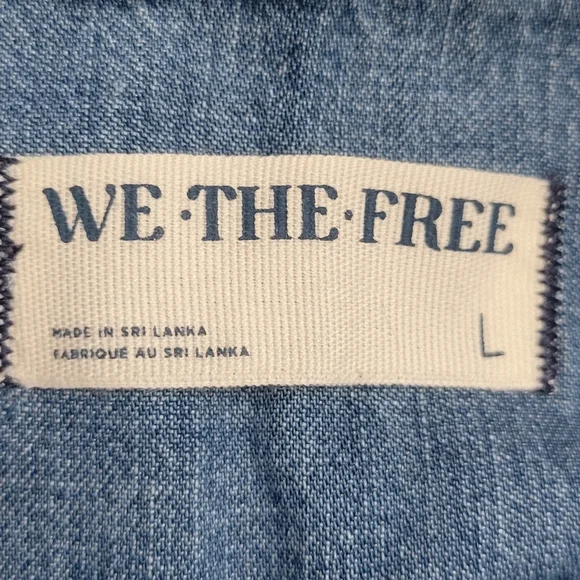 WE·THE·FREE
MADE IN SRI LANKA
FABRIQUÉ AU SRI LANKA
L